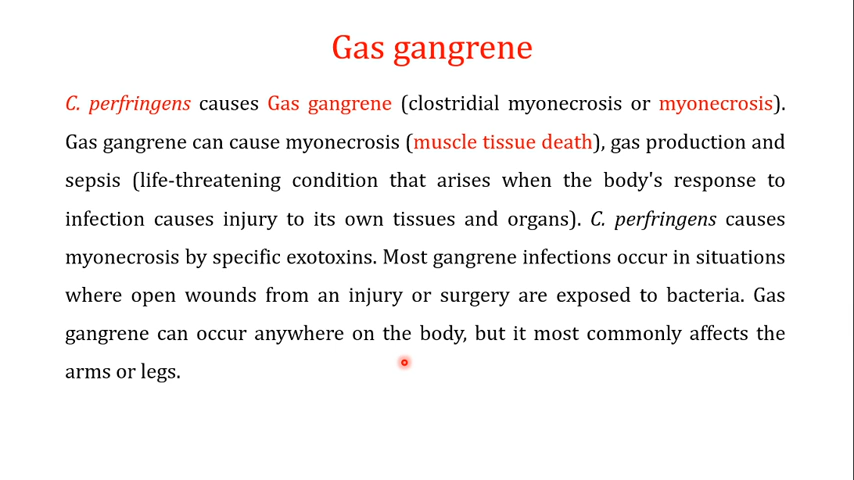 Gas gangrene
C. perfringens causes Gas gangrene (clostridial myonecrosis or myonecrosis).
Gas gangrene can cause myonecrosis (muscle tissue death), gas production and
sepsis (life-threatening condition that arises when the body's response to
infection causes injury to its own tissues and organs). C. perfringens causes
myonecrosis by specific exotoxins. Most gangrene infections occur in situations
where open wounds from an injury or surgery are exposed to bacteria. Gas
gangrene can occur anywhere on the body, but it most commonly affects the
arms or legs.